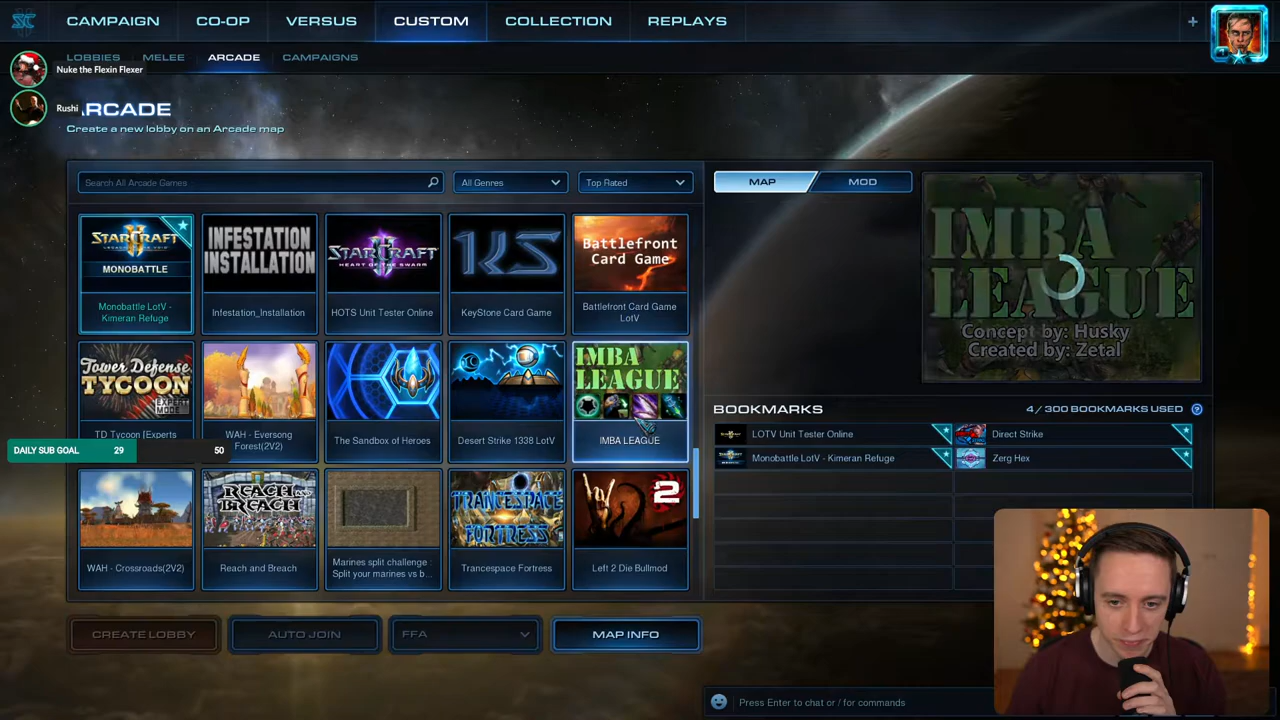 CAMPAIGN CO-OP VERSUS CUSTOM COLLECTION REPLAYS
LOBBIES MELEE ARCADE CAMPAIGNS
Nuke the Flexin Flexer
Rushi
ARCADE
Create a new lobby on an Arcade map
Search All Arcade Games
All Genres
Top Rated
MAP
MOD
STARCRAFT
II
MONOBATTLE
Monobattle LotV -
Kimeran Refuge
INFESTATION
INSTALLATION
Infestation_Installation
STARCRAFT
II
HEART OF THE SWARM
HOTS Unit Tester Online
KS
KeyStone Card Game
Battlefront
Card Game
Battlefront Card Game
LotV
IMBA
LEAGUE
Concept by: Husky
Created by: Zetal
Tower Defense
TYCOON
EXPERT
MODE
TD Tycoon [Experts
WAH - Eversong
Forest(2V2)
The Sandbox of Heroes
Desert Strike 1338 LotV
IMBA
LEAGUE
IMBA LEAGUE
BOOKMARKS
4 / 300 BOOKMARKS USED ?
LOTV Unit Tester Online
Direct Strike
Monobattle LotV - Kimeran Refuge
Zerg Hex
DAILY SUB GOAL 29 50
WAH - Crossroads(2V2)
REACH AND
BREACH
Reach and Breach
Marines split challenge :
Split your marines vs b...
TRANCESPACE
FORTRESS
Trancespace Fortress
2
Left 2 Die Bullmod
CREATE LOBBY
AUTO JOIN
FFA
MAP INFO
Press Enter to chat or / for commands